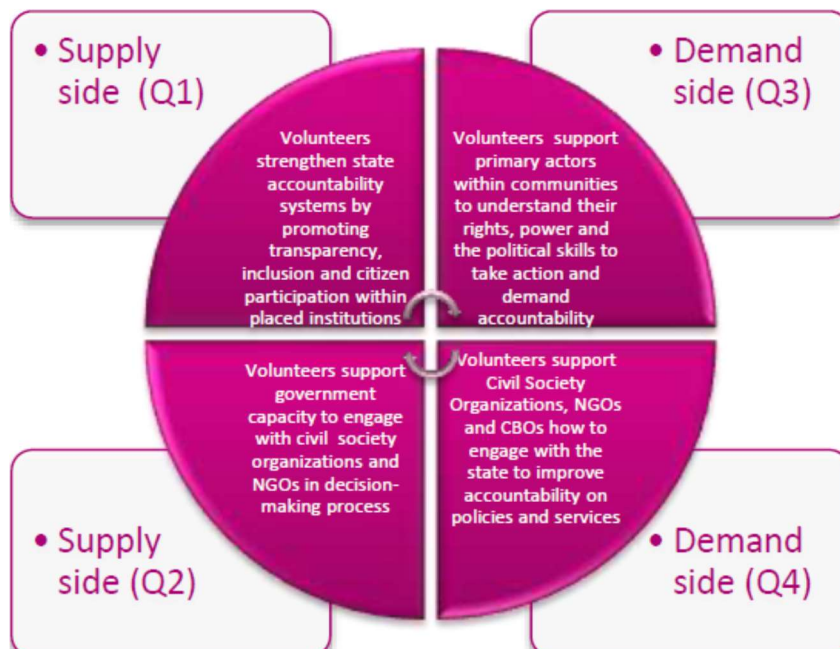 • Supply
side (Q1)
• Demand
side (Q3)
Volunteers
strengthen state
accountability
systems by
promoting
transparency,
inclusion and citizen
participation within
placed institutions
Volunteers support
primary actors
within communities
to understand their
rights, power and
the political skills to
take action and
demand
accountability
Volunteers support
government
capacity to engage
with civil society
organizations and
NGOs in decision-
making process
Volunteers support
Civil Society
Organizations, NGOs
and CBOs how to
engage with the
state to improve
accountability on
policies and services
• Supply
side (Q2)
• Demand
side (Q4)